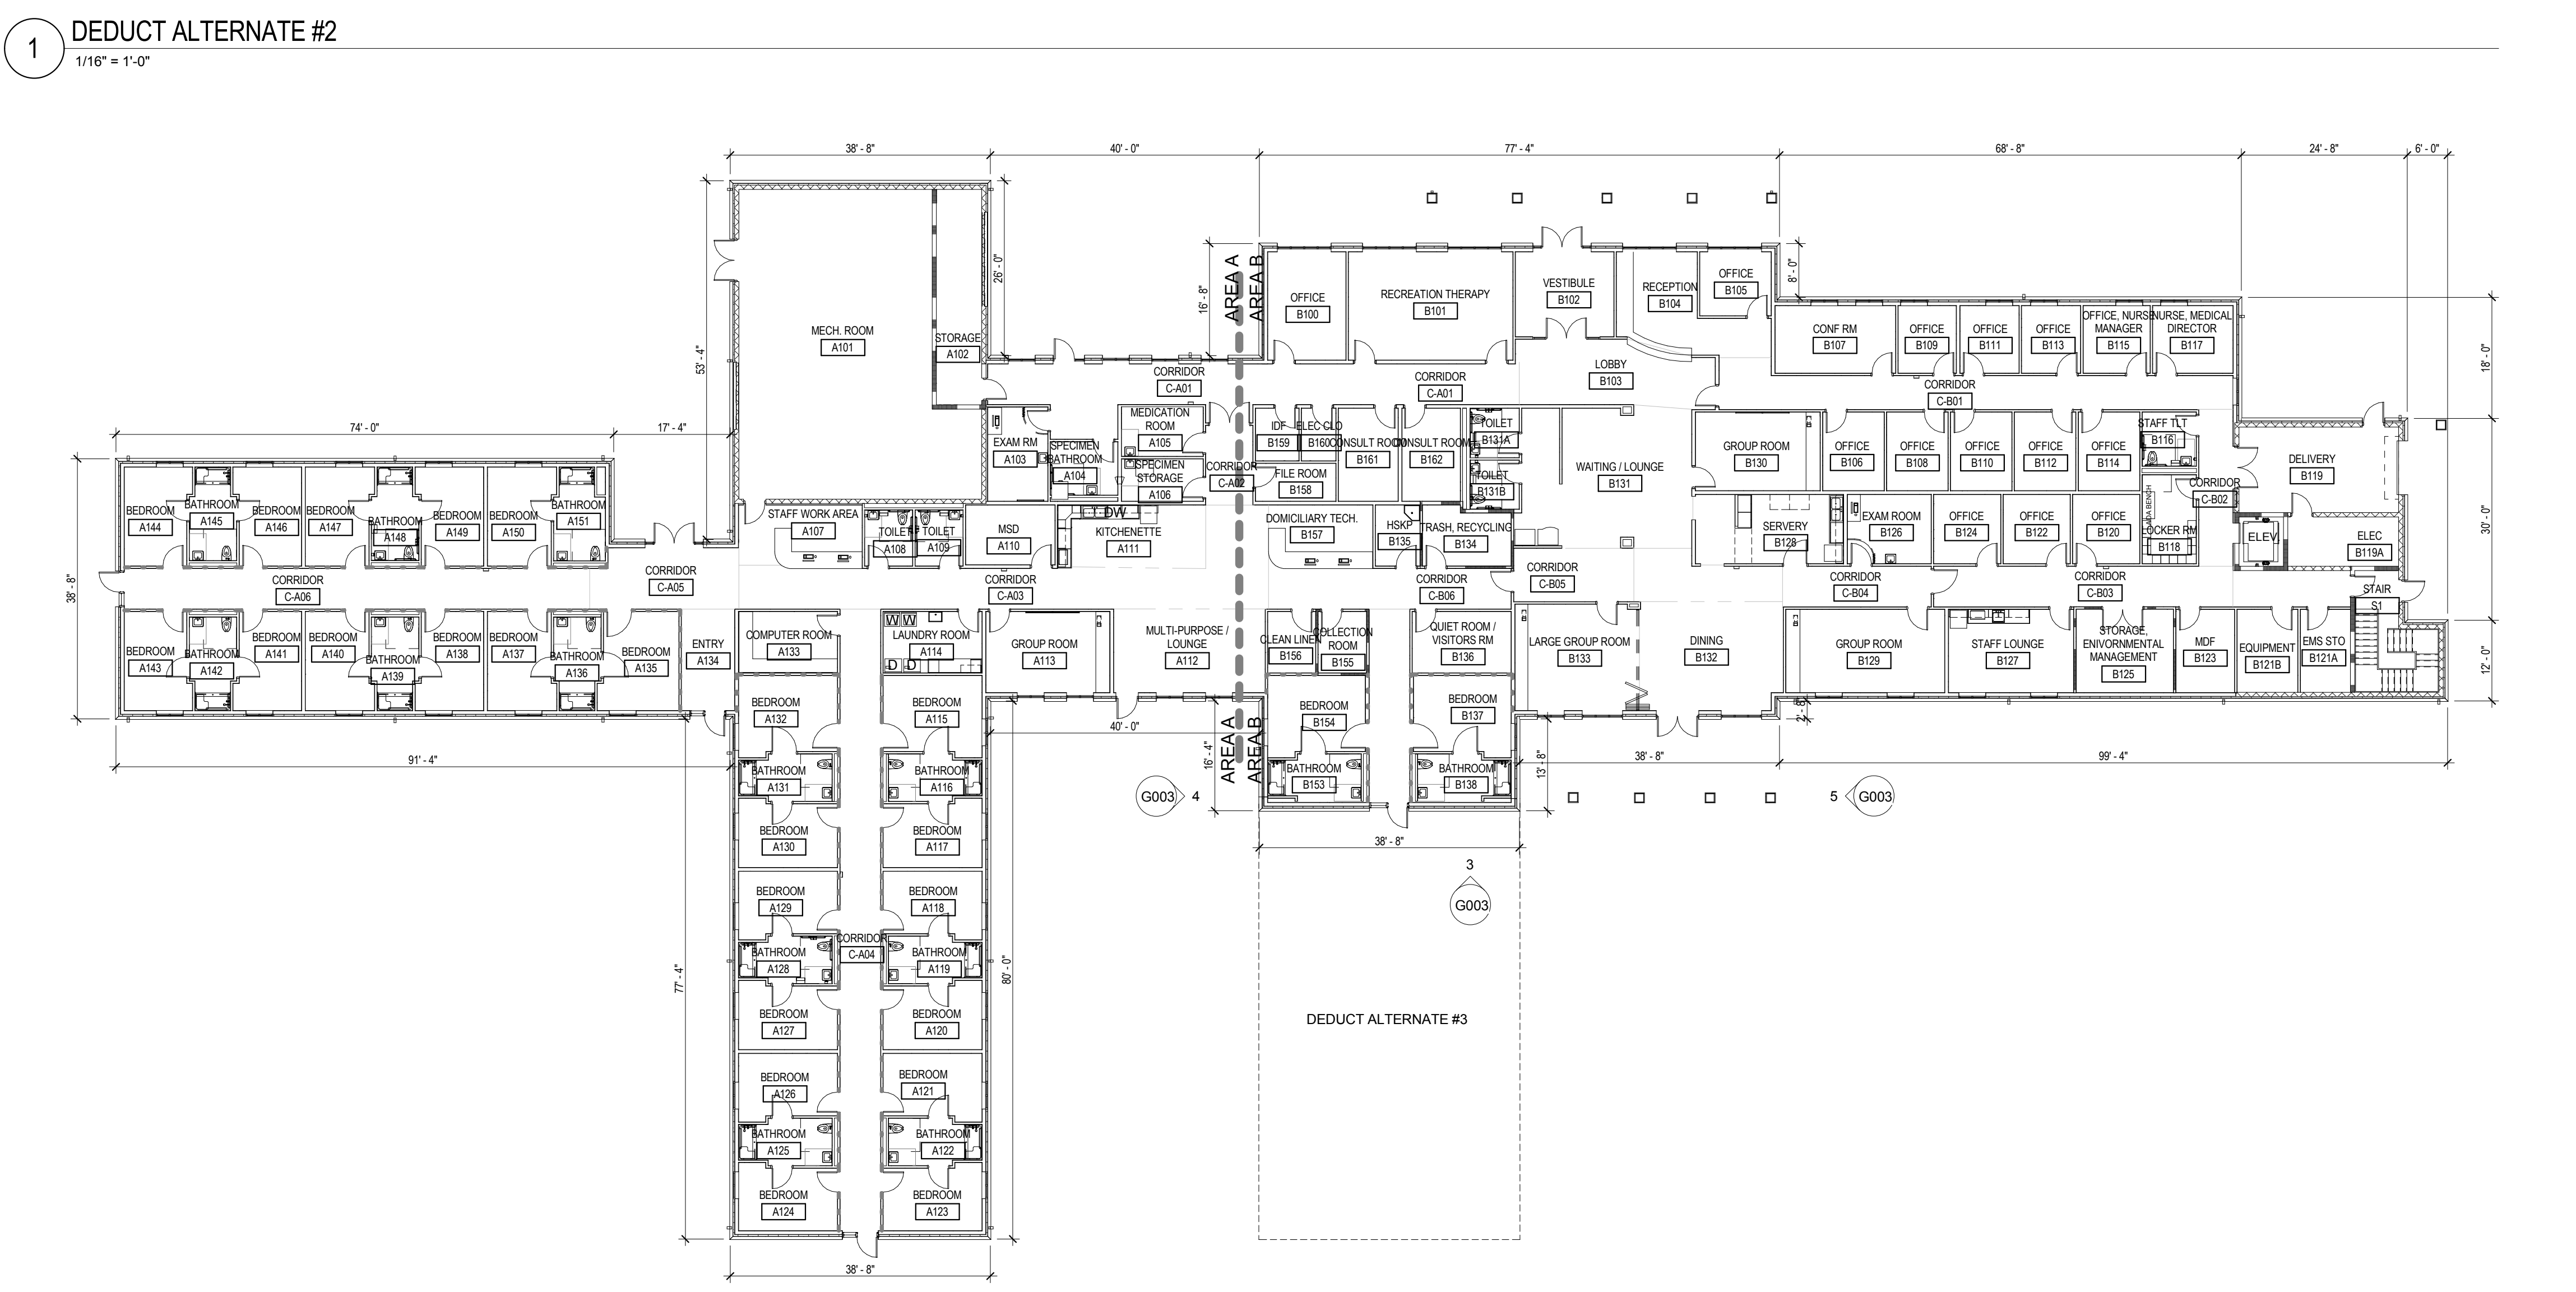 1
DEDUCT ALTERNATE #2
1/16" = 1'-0"
38' - 8"
40' - 0"
77' - 4"
68' - 8"
24' - 8"
6' - 0"
53' - 4"
26' - 0"
16' - 8"
AREA A
AREA B
8' - 0"
18' - 0"
30' - 0"
12' - 0"
74' - 0"
17' - 4"
38' - 8"
MECH. ROOM
A101
STORAGE
A102
OFFICE
B100
RECREATION THERAPY
B101
VESTIBULE
B102
RECEPTION
B104
OFFICE
B105
CONF RM
B107
OFFICE
B109
OFFICE
B111
OFFICE
B113
OFFICE, NURSE
MANAGER
B115
NURSE, MEDICAL
DIRECTOR
B117
CORRIDOR
C-A01
CORRIDOR
C-A01
LOBBY
B103
CORRIDOR
C-B01
EXAM RM
A103
SPECIMEN
BATHROOM
A104
MEDICATION
ROOM
A105
SPECIMEN
STORAGE
A106
CORRIDOR
C-A02
IDF
B159
ELEC CLO
B160
CONSULT ROOM
B161
CONSULT ROOM
B162
FILE ROOM
B158
TOILET
B131A
TOILET
B131B
WAITING / LOUNGE
B131
GROUP ROOM
B130
OFFICE
B106
OFFICE
B108
OFFICE
B110
OFFICE
B112
OFFICE
B114
STAFF TLT
B116
DELIVERY
B119
CORRIDOR
C-B02
ADA BENCH
LOCKER RM
B118
ELEV.
ELEC
B119A
BEDROOM
A144
BATHROOM
A145
BEDROOM
A146
BEDROOM
A147
BATHROOM
A148
BEDROOM
A149
BEDROOM
A150
BATHROOM
A151
STAFF WORK AREA
A107
TOILET
A108
TOILET
A109
MSD
A110
DW
KITCHENETTE
A111
DOMICILIARY TECH.
B157
HSKP
B135
TRASH, RECYCLING
B134
SERVERY
B128
EXAM ROOM
B126
OFFICE
B124
OFFICE
B122
OFFICE
B120
CORRIDOR
C-A06
CORRIDOR
C-A05
CORRIDOR
C-A03
CORRIDOR
C-B06
CORRIDOR
C-B05
CORRIDOR
C-B04
CORRIDOR
C-B03
STAIR
S1
BEDROOM
A143
BATHROOM
A142
BEDROOM
A141
BEDROOM
A140
BATHROOM
A139
BEDROOM
A138
BEDROOM
A137
BATHROOM
A136
BEDROOM
A135
ENTRY
A134
COMPUTER ROOM
A133
W W
LAUNDRY ROOM
A114
D D
GROUP ROOM
A113
MULTI-PURPOSE /
LOUNGE
A112
CLEAN LINEN
B156
COLLECTION
ROOM
B155
QUIET ROOM /
VISITORS RM
B136
LARGE GROUP ROOM
B133
DINING
B132
GROUP ROOM
B129
STAFF LOUNGE
B127
STORAGE,
ENIVORNMENTAL
MANAGEMENT
B125
MDF
B123
EQUIPMENT
B121B
EMS STO
B121A
BEDROOM
A132
BEDROOM
A115
BEDROOM
B154
BEDROOM
B137
40' - 0"
16' - 4"
AREA A
AREA B
2' - 8"
91' - 4"
BATHROOM
A131
BATHROOM
A116
BATHROOM
B153
BATHROOM
B138
13' - 8"
38' - 8"
99' - 4"
G003
4
5
G003
BEDROOM
A130
BEDROOM
A117
38' - 8"
3
G003
BEDROOM
A129
BEDROOM
A118
CORRIDOR
C-A04
BATHROOM
A128
BATHROOM
A119
77' - 4"
80' - 0"
BEDROOM
A127
BEDROOM
A120
DEDUCT ALTERNATE #3
BEDROOM
A126
BEDROOM
A121
BATHROOM
A125
BATHROOM
A122
BEDROOM
A124
BEDROOM
A123
38' - 8"